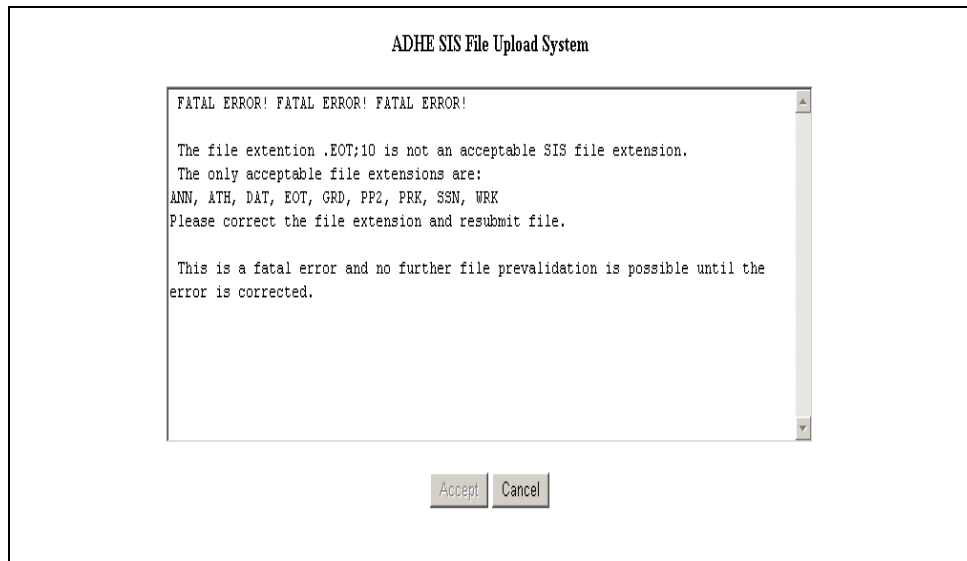 ADHE SIS File Upload System
FATAL ERROR! FATAL ERROR! FATAL ERROR!
The file extention .EOT;10 is not an acceptable SIS file extension.
The only acceptable file extensions are:
ANN, ATH, DAT, EOT, GRD, PP2, PRK, SSN, WRK
Please correct the file extension and resubmit file.
This is a fatal error and no further file prevalidation is possible until the
error is corrected.
Accept Cancel